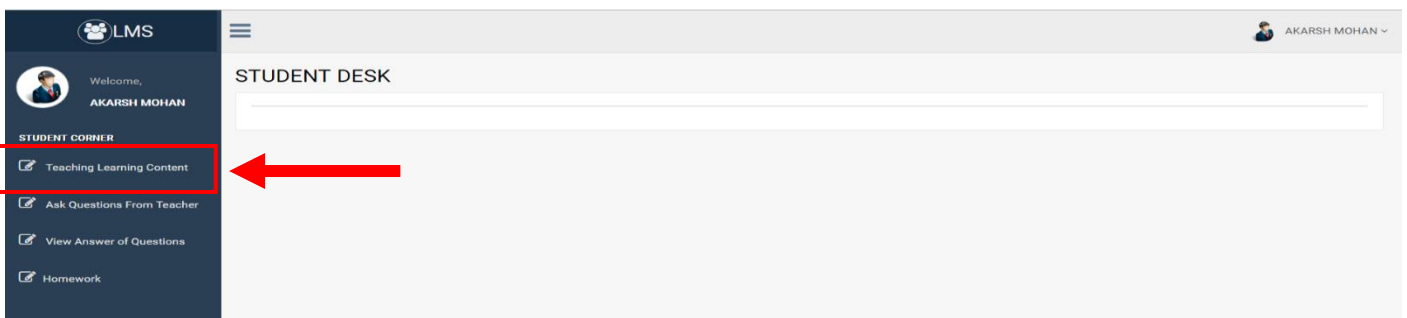 LMS
AKARSH MOHAN
Welcome,
AKARSH MOHAN
STUDENT DESK
STUDENT CORNER
Teaching Learning Content
Ask Questions From Teacher
View Answer of Questions
Homework